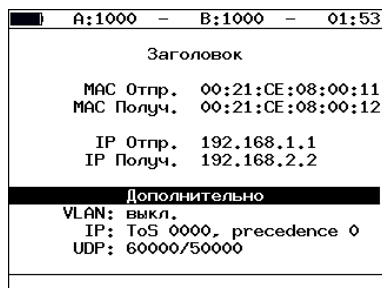 A:1000 – B:1000 – 01:53
Заголовок
MAC Отпр. 00:21:CE:08:00:11
MAC Получ. 00:21:CE:08:00:12
IP Отпр. 192.168.1.1
IP Получ. 192.168.2.2
Дополнительно
VLAN: выкл.
IP: ToS 0000, precedence 0
UDP: 60000/50000